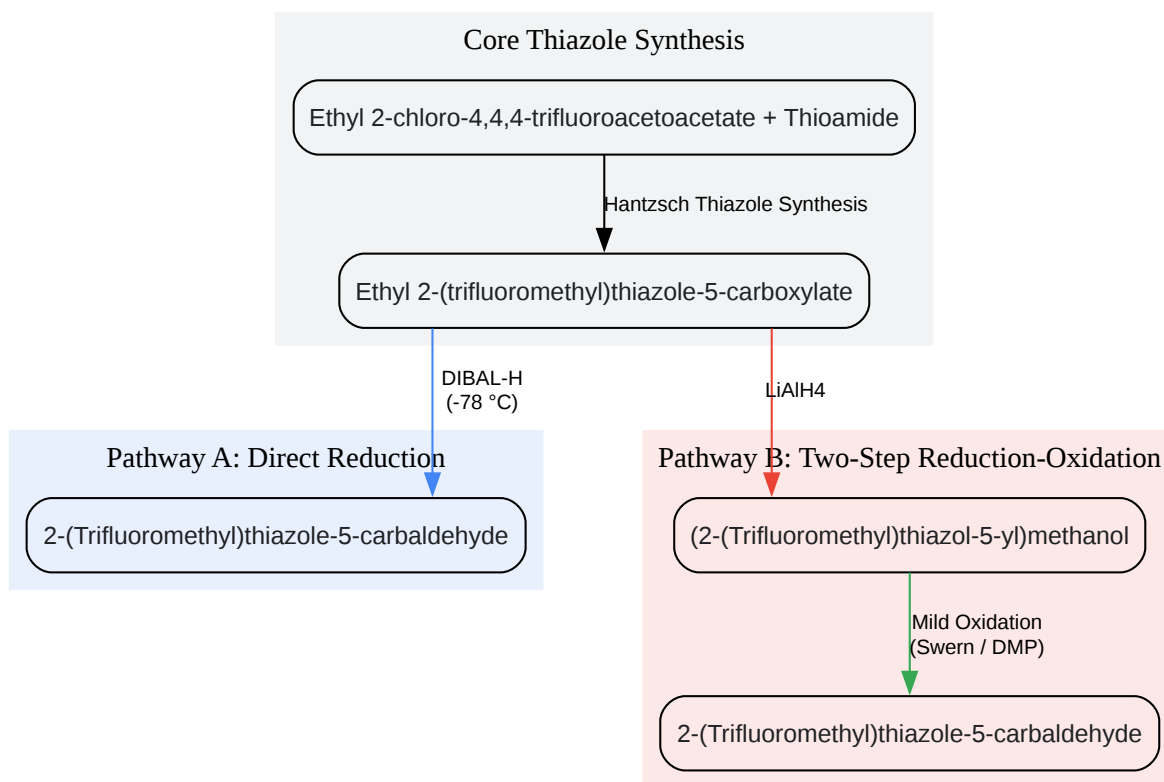 Core Thiazole Synthesis
Ethyl 2-chloro-4,4,4-trifluoroacetoacetate + Thioamide
Hantzsch Thiazole Synthesis
Ethyl 2-(trifluoromethyl)thiazole-5-carboxylate
DIBAL-H
(-78 °C)
LiAlH4
Pathway A: Direct Reduction
2-(Trifluoromethyl)thiazole-5-carbaldehyde
Pathway B: Two-Step Reduction-Oxidation
(2-(Trifluoromethyl)thiazol-5-yl)methanol
Mild Oxidation
(Swern / DMP)
2-(Trifluoromethyl)thiazole-5-carbaldehyde